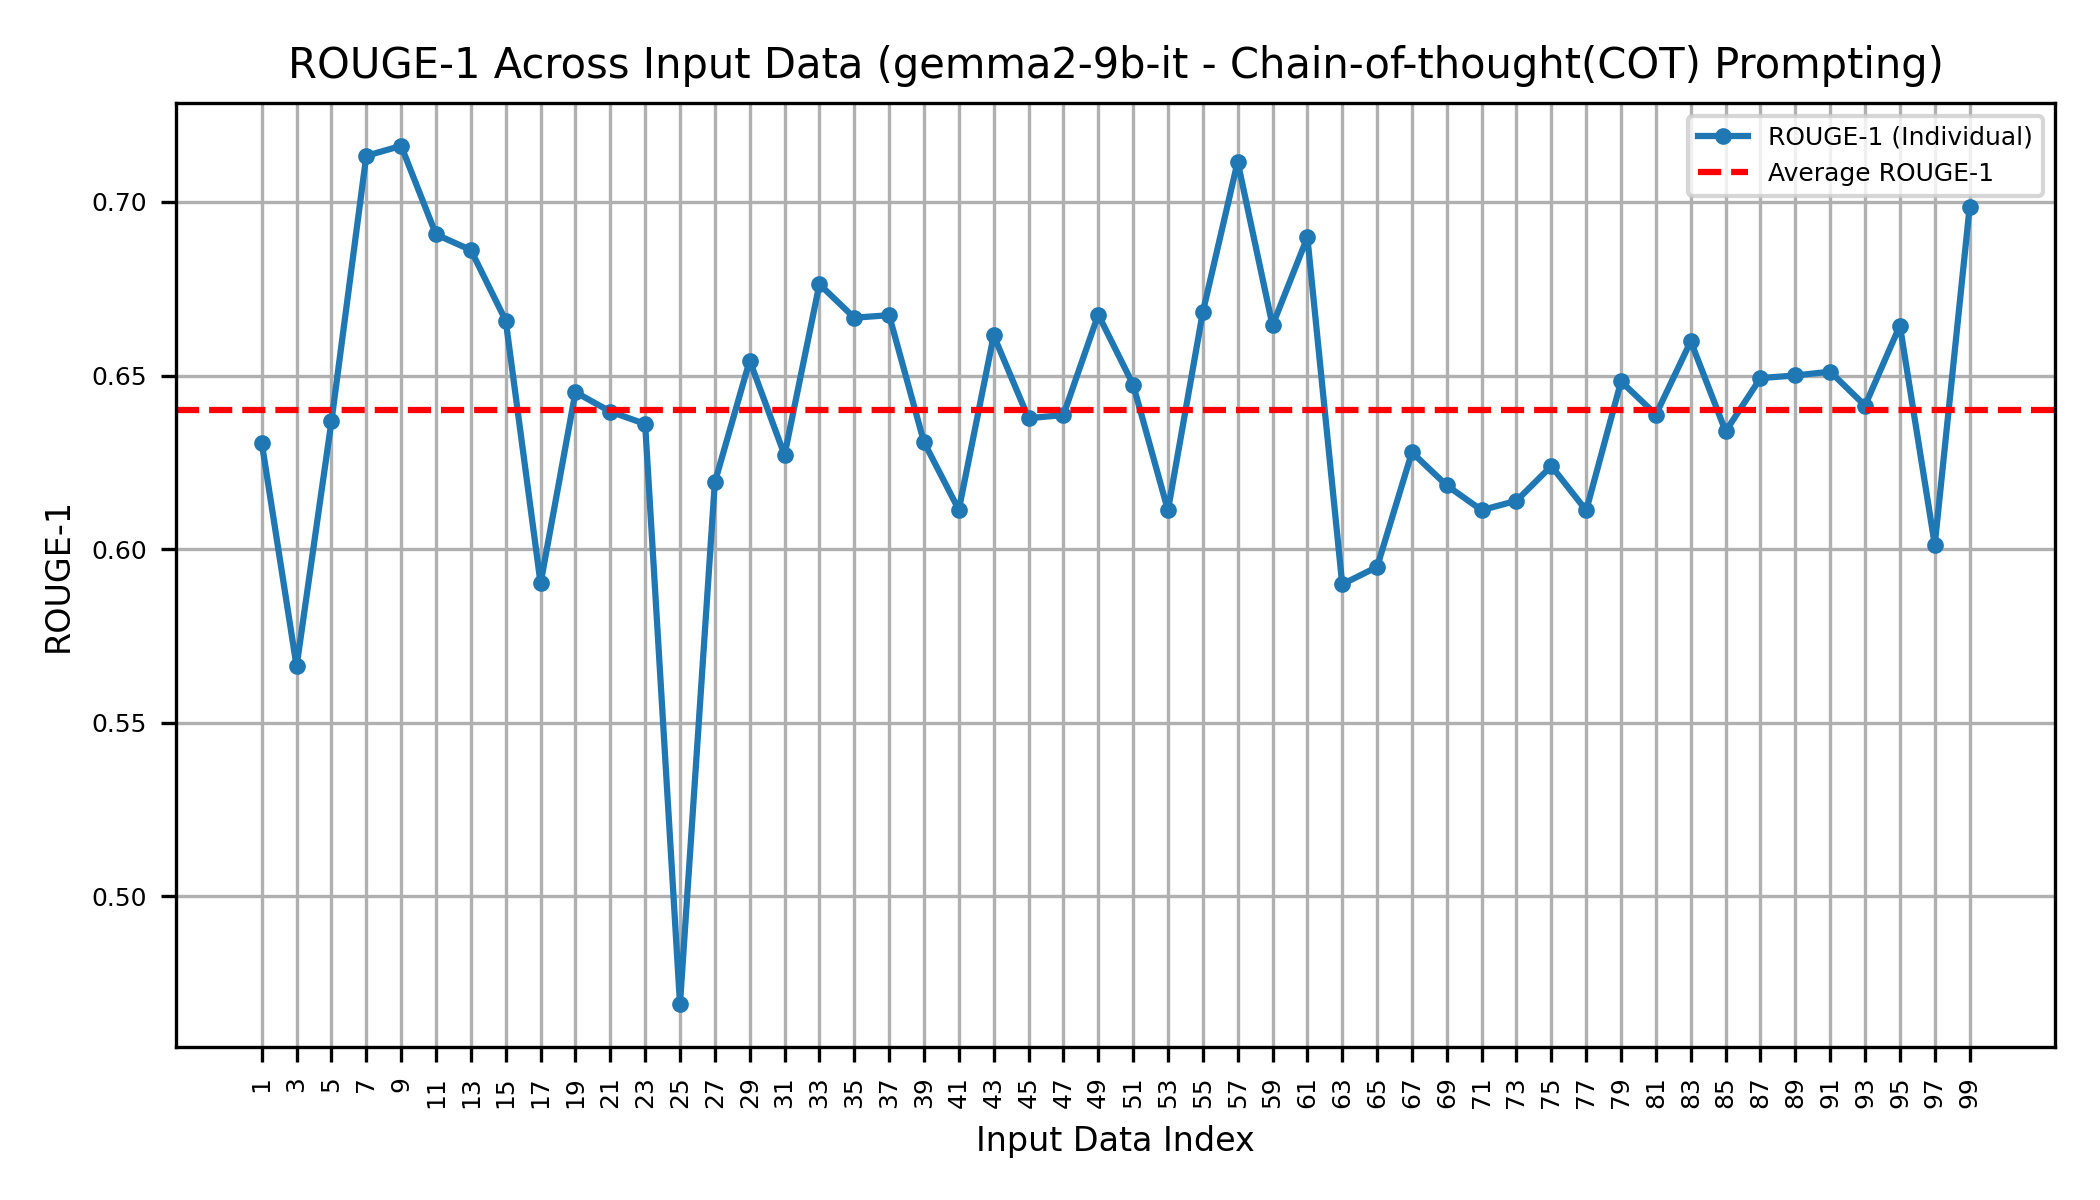 ROUGE-1 Across Input Data (gemma2-9b-it - Chain-of-thought(COT) Prompting)
ROUGE-1 (Individual)
Average ROUGE-1
0.70
0.65
0.60
0.55
0.50
ROUGE-1
1 3 5 7 9 11 13 15 17 19 21 23 25 27 29 31 33 35 37 39 41 43 45 47 49 51 53 55 57 59 61 63 65 67 69 71 73 75 77 79 81 83 85 87 89 91 93 95 97 99
Input Data Index